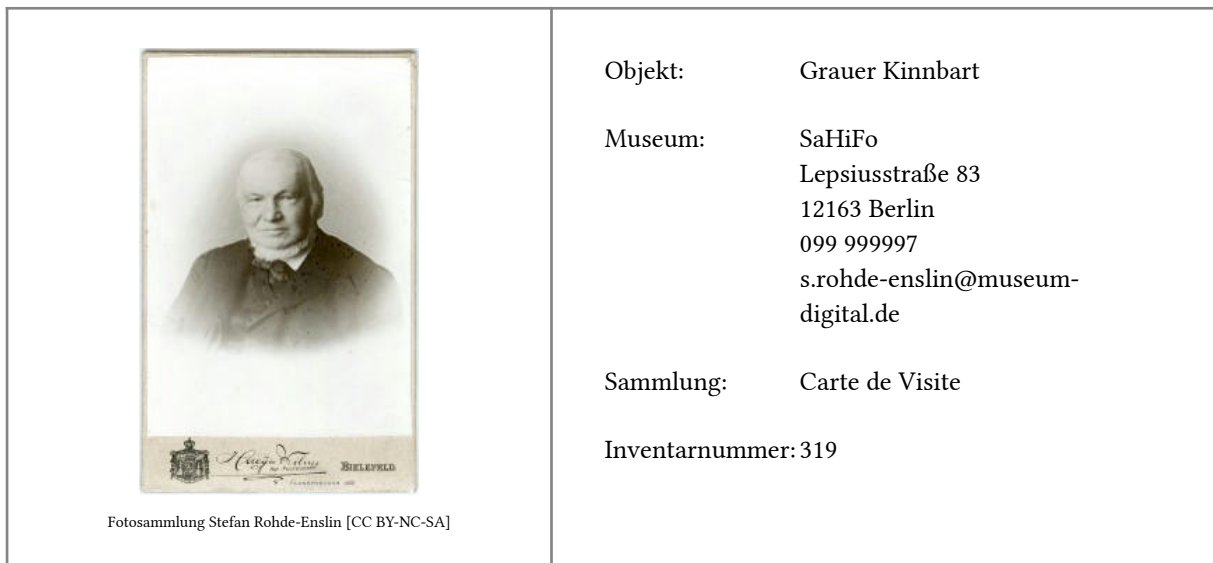 Objekt: Grauer Kinnbart
Museum: SaHiFo
Lepsiusstraße 83
12163 Berlin
099 999997
s.rohde-enslin@museum-
digital.de
Sammlung: Carte de Visite
Inventarnummer: 319
BIELEFELD
Fotosammlung Stefan Rohde-Enslin [CC BY-NC-SA]